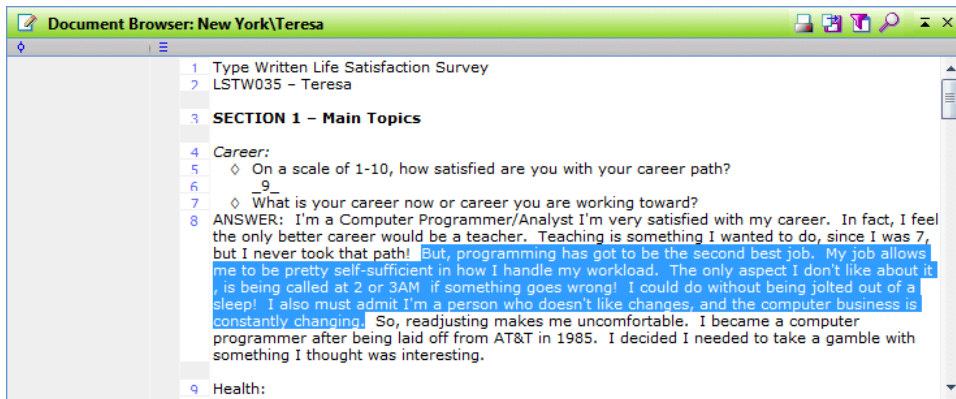 Document Browser: New York\Teresa
1 Type Written Life Satisfaction Survey
2 LSTW035 – Teresa
3 SECTION 1 – Main Topics
4 Career:
5 ◊ On a scale of 1-10, how satisfied are you with your career path?
6 _9_
7 ◊ What is your career now or career you are working toward?
8 ANSWER:  I'm a Computer Programmer/Analyst I'm very satisfied with my career.  In fact, I feel
the only better career would be a teacher.  Teaching is something I wanted to do, since I was 7,
but I never took that path!  But, programming has got to be the second best job.  My job allows
me to be pretty self-sufficient in how I handle my workload.  The only aspect I don't like about it
, is being called at 2 or 3AM  if something goes wrong!  I could do without being jolted out of a
sleep!  I also must admit I'm a person who doesn't like changes, and the computer business is
constantly changing.  So, readjusting makes me uncomfortable.  I became a computer
programmer after being laid off from AT&T in 1985.  I decided I needed to take a gamble with
something I thought was interesting.
9 Health: